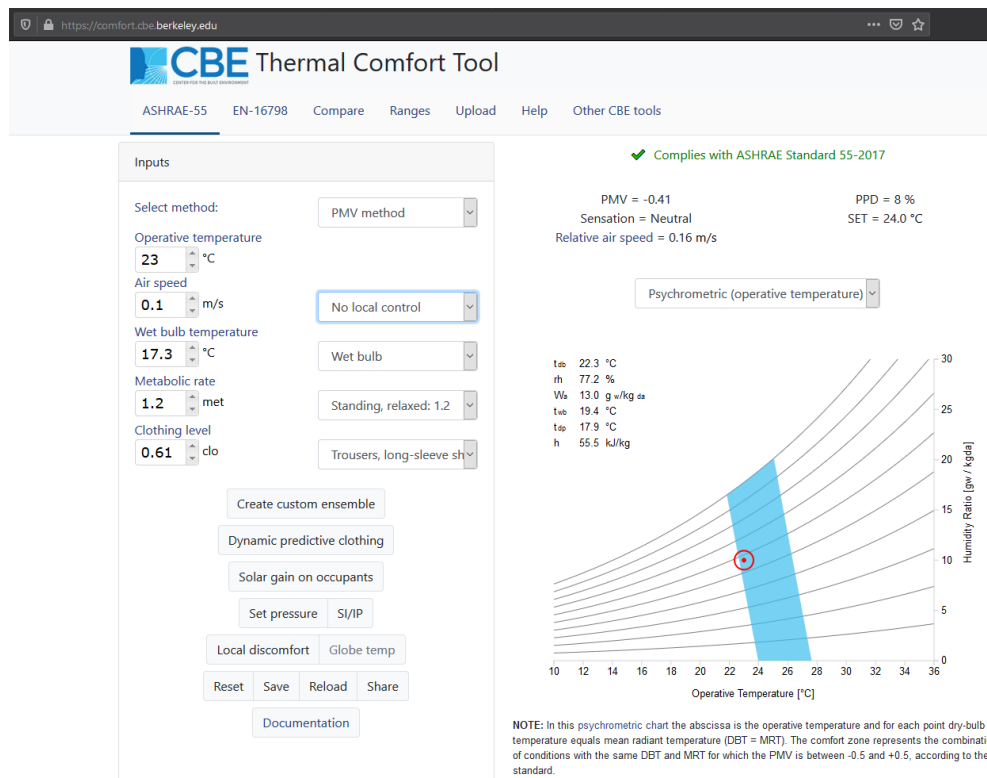 https://comfort.cbe.berkeley.edu
CBE Thermal Comfort Tool
CENTER FOR THE BUILT ENVIRONMENT
ASHRAE-55 EN-16798 Compare Ranges Upload Help Other CBE tools
Inputs
Select method:
PMV method
Operative temperature
23 °C
Air speed
0.1 m/s
No local control
Wet bulb temperature
17.3 °C
Wet bulb
Metabolic rate
1.2 met
Standing, relaxed: 1.2
Clothing level
0.61 clo
Trousers, long-sleeve sh
Create custom ensemble
Dynamic predictive clothing
Solar gain on occupants
Set pressure SI/IP
Local discomfort Globe temp
Reset Save Reload Share
Documentation
Complies with ASHRAE Standard 55-2017
PMV = -0.41 PPD = 8 %
Sensation = Neutral SET = 24.0 °C
Relative air speed = 0.16 m/s
Psychrometric (operative temperature)
tdb 22.3 °C
rh 77.2 %
Wa 13.0 g w/kg da
twb 19.4 °C
tdp 17.9 °C
h 55.5 kJ/kg
30
25
20
15
10
5
0
Humidity Ratio [gw / kgda]
10 12 14 16 18 20 22 24 26 28 30 32 34 36
Operative Temperature [°C]
NOTE: In this psychrometric chart the abscissa is the operative temperature and for each point dry-bulb
temperature equals mean radiant temperature (DBT = MRT). The comfort zone represents the combinati
of conditions with the same DBT and MRT for which the PMV is between -0.5 and +0.5, according to the
standard.